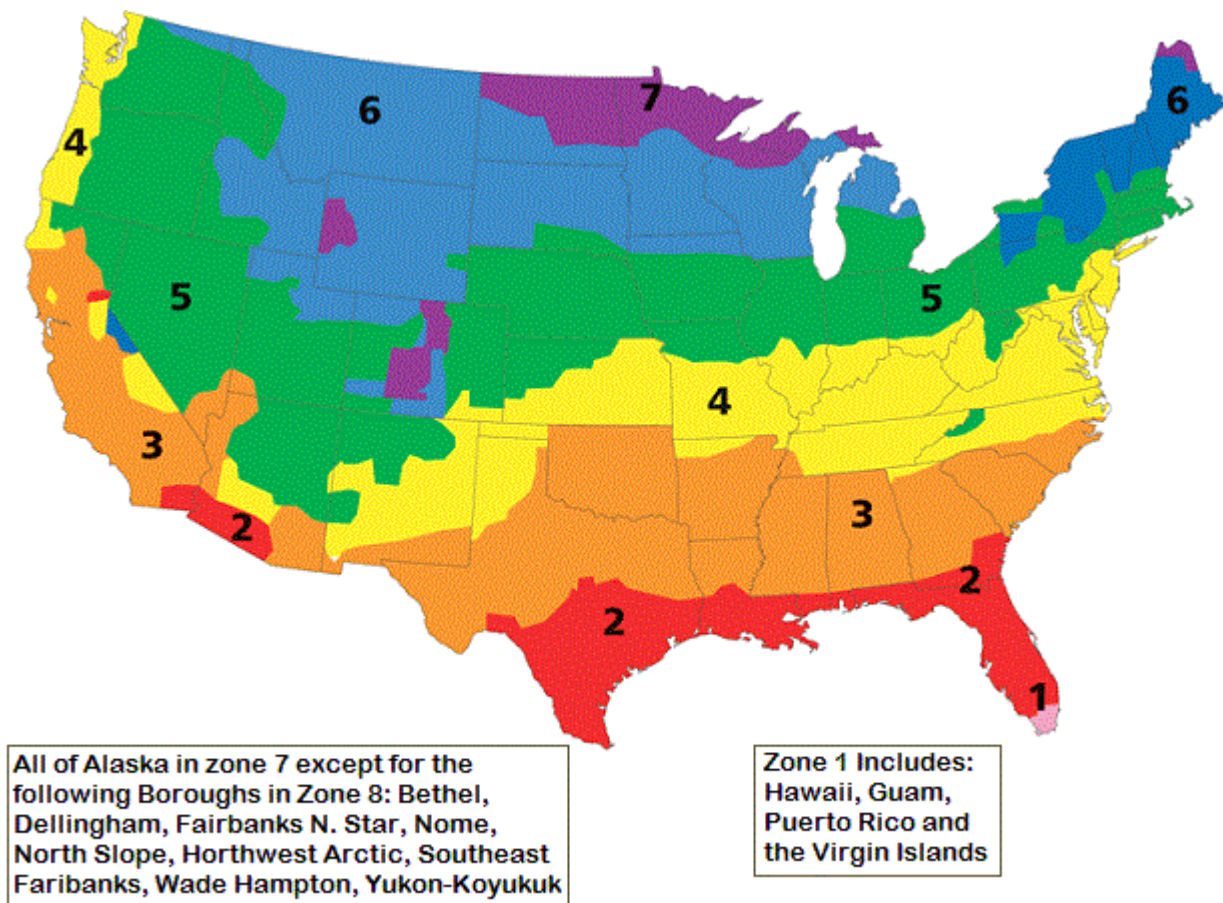 7
6
6
4
5
5
4
3
3
2
2
2
1
All of Alaska in zone 7 except for the
following Boroughs in Zone 8: Bethel,
Dellingham, Fairbanks N. Star, Nome,
North Slope, Horthwest Arctic, Southeast
Faribanks, Wade Hampton, Yukon-Koyukuk
Zone 1 Includes:
Hawaii, Guam,
Puerto Rico and
the Virgin Islands